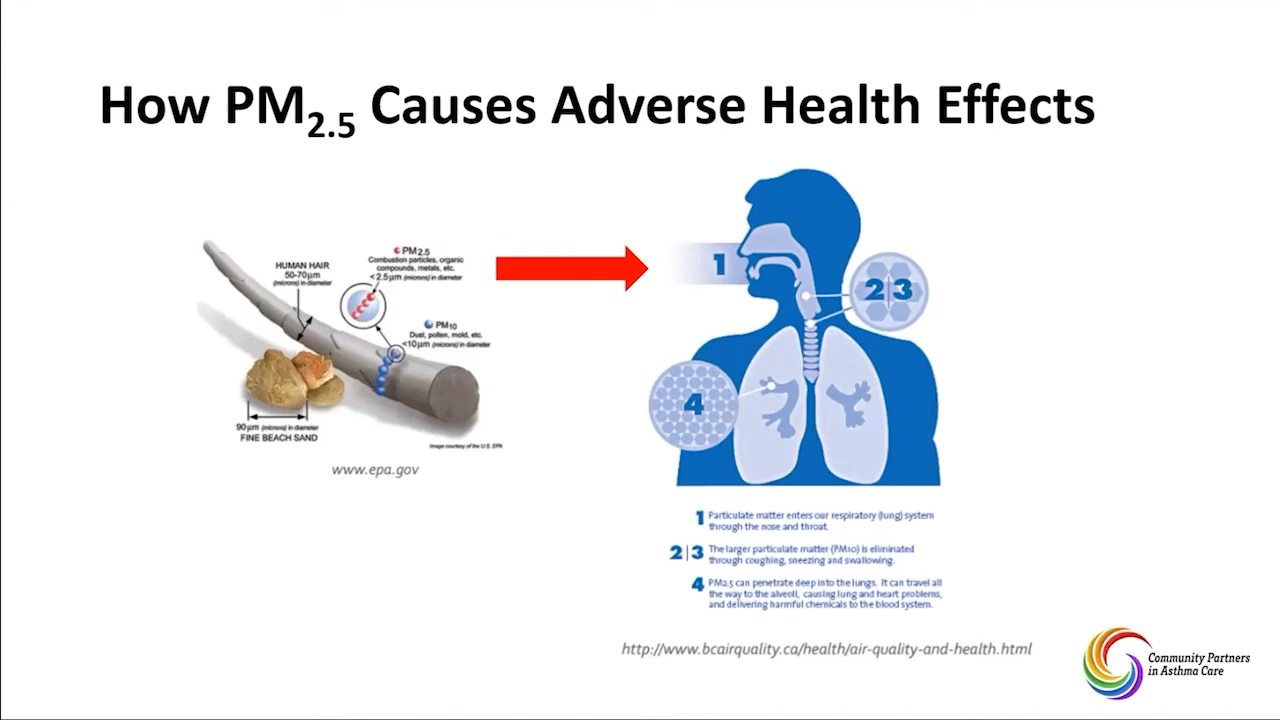 How PM2.5 Causes Adverse Health Effects
HUMAN HAIR
50-70µm
(microns) in diameter
PM2.5
Combustion particles, organic
compounds, metals, etc.
<2.5µm (microns) in diameter
PM10
Dust, pollen, mold, etc.
<10µm (microns) in diameter
90µm (microns) in diameter
FINE BEACH SAND
Image courtesy of the U.S. EPA
www.epa.gov
1
2|3
4
1 Particulate matter enters our respiratory (lung) system
through the nose and throat.
2|3 The larger particulate matter (PM10) is eliminated
through coughing, sneezing and swallowing.
4 PM2.5 can penetrate deep into the lungs. It can travel all
the way to the alveoli, causing lung and heart problems,
and delivering harmful chemicals to the blood system.
http://www.bcairquality.ca/health/air-quality-and-health.html
Community Partners
in Asthma Care